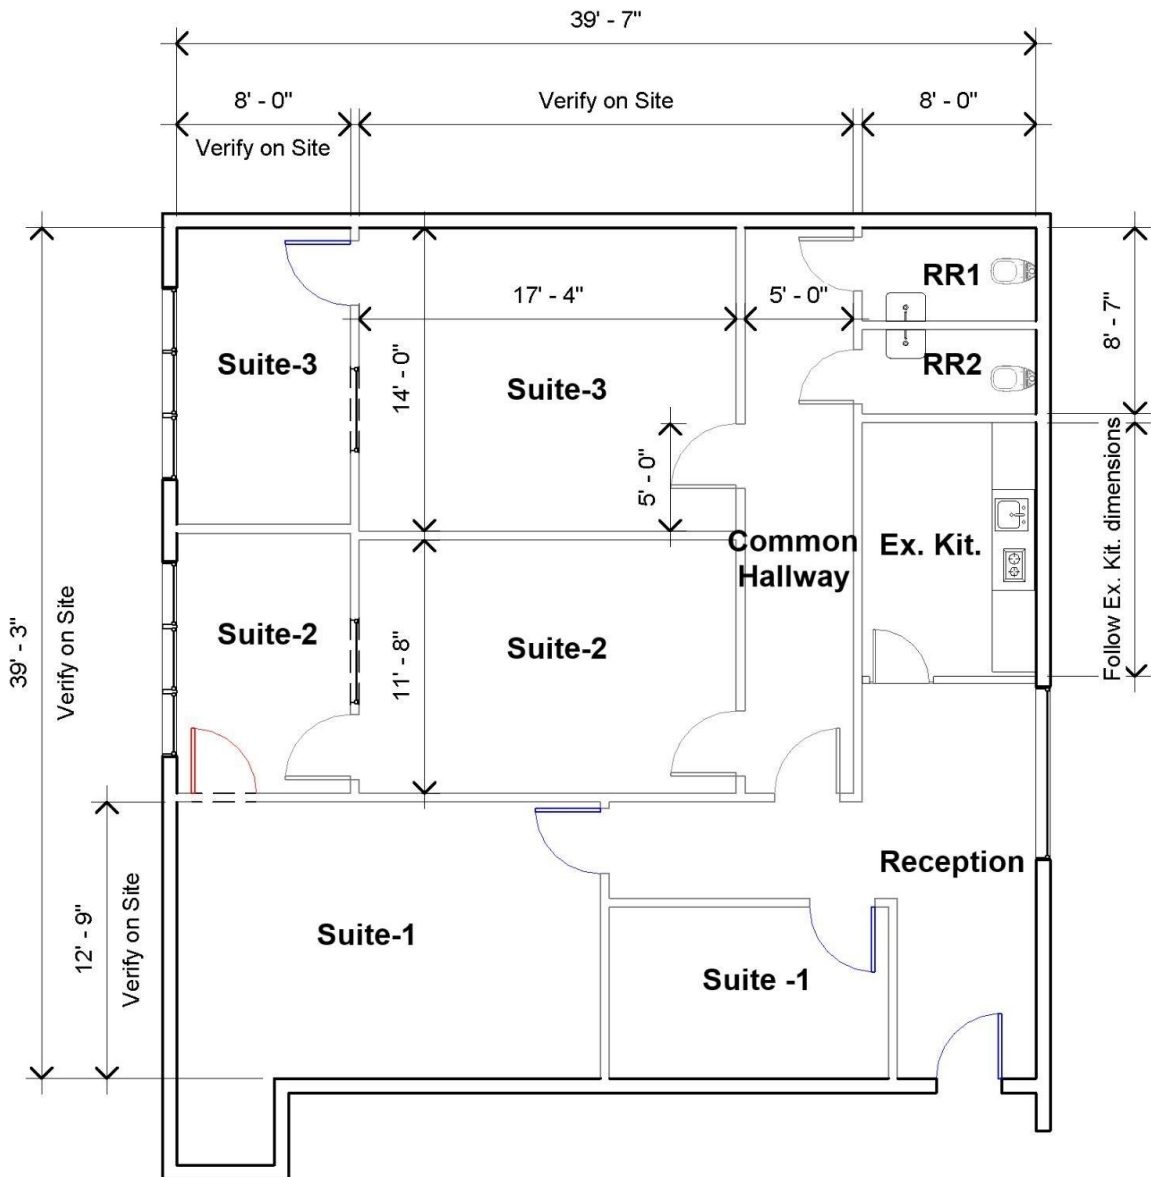 39' - 7"
8' - 0"
Verify on Site
8' - 0"
Verify on Site
RR1
17' - 4"
5' - 0"
8' - 7"
Suite-3
14' - 0"
Suite-3
RR2
5' - 0"
Follow Ex. Kit. dimensions
Common
Hallway
Ex. Kit.
39' - 3"
Verify on Site
Suite-2
11' - 8"
Suite-2
Reception
12' - 9"
Verify on Site
Suite-1
Suite -1